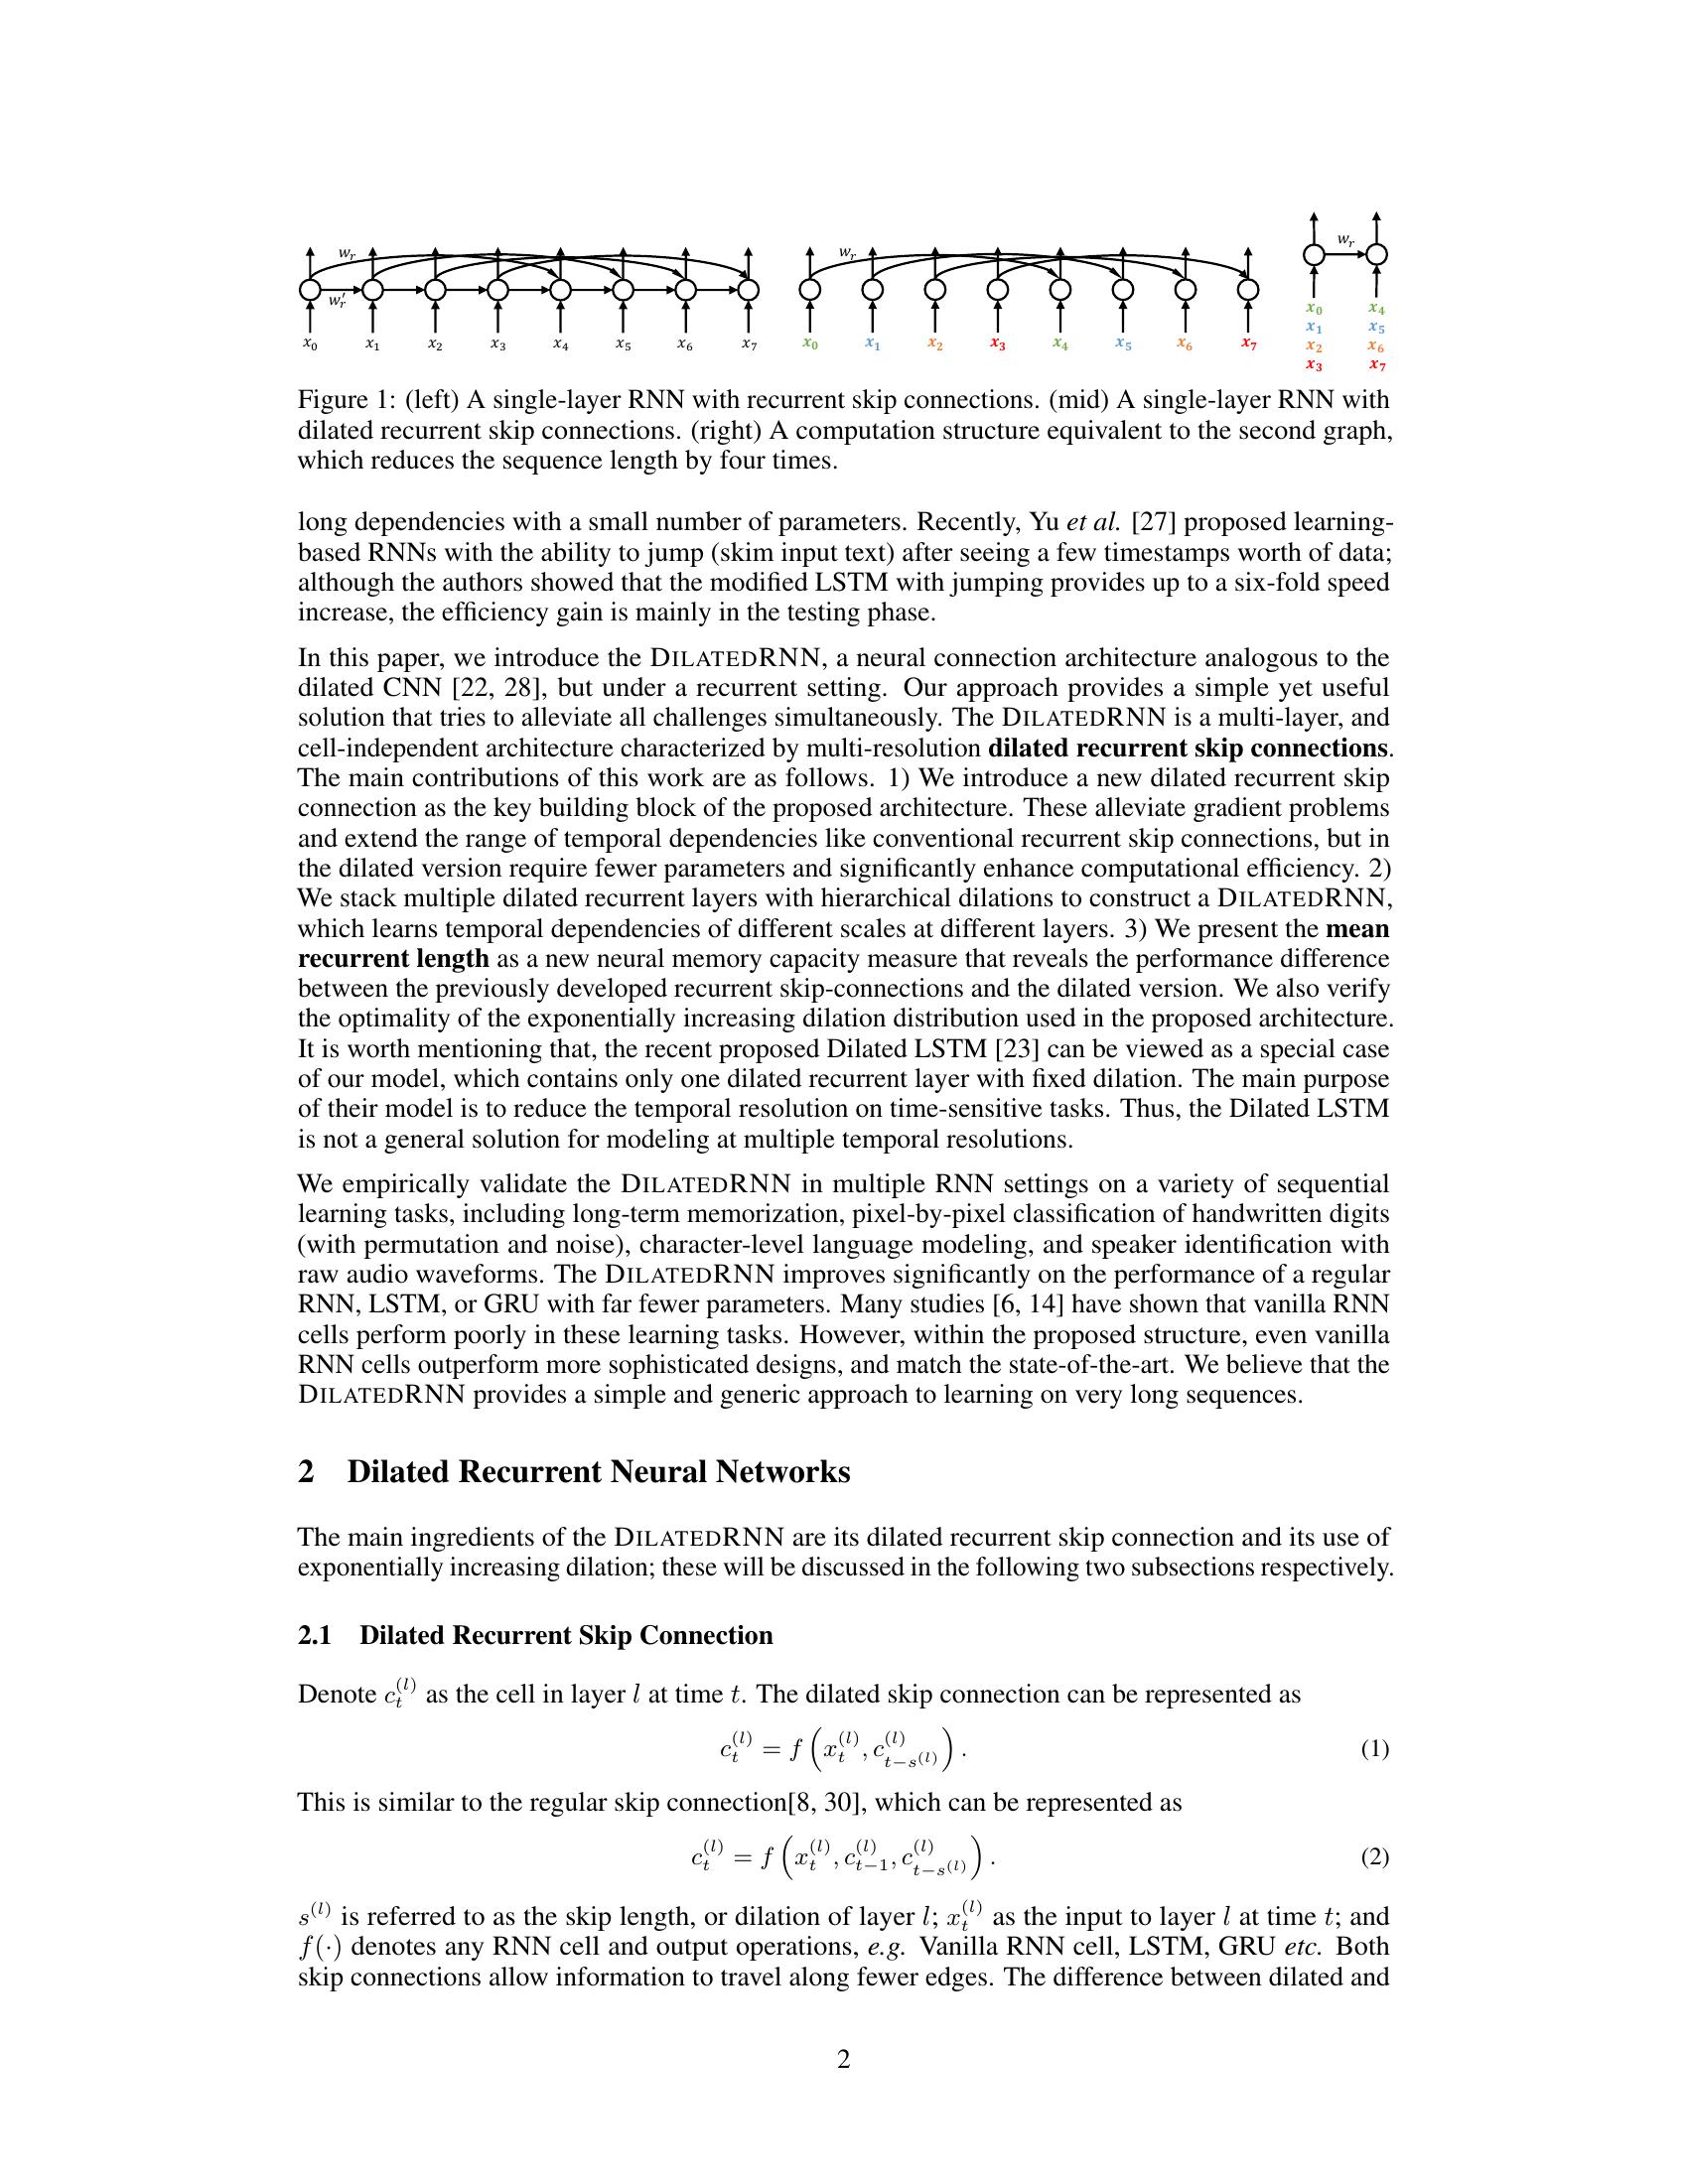 w_r w_r w_r
w'_r
x_0 x_1 x_2 x_3 x_4 x_5 x_6 x_7 x_0 x_1 x_2 x_3 x_4 x_5 x_6 x_7 x_0 x_4
x_1 x_5
x_2 x_6
x_3 x_7
Figure 1: (left) A single-layer RNN with recurrent skip connections. (mid) A single-layer RNN with
dilated recurrent skip connections. (right) A computation structure equivalent to the second graph,
which reduces the sequence length by four times.
long dependencies with a small number of parameters. Recently, Yu et al. [27] proposed learning-
based RNNs with the ability to jump (skim input text) after seeing a few timestamps worth of data;
although the authors showed that the modified LSTM with jumping provides up to a six-fold speed
increase, the efficiency gain is mainly in the testing phase.
In this paper, we introduce the DILATEDRNN, a neural connection architecture analogous to the
dilated CNN [22, 28], but under a recurrent setting. Our approach provides a simple yet useful
solution that tries to alleviate all challenges simultaneously. The DILATEDRNN is a multi-layer, and
cell-independent architecture characterized by multi-resolution dilated recurrent skip connections.
The main contributions of this work are as follows. 1) We introduce a new dilated recurrent skip
connection as the key building block of the proposed architecture. These alleviate gradient problems
and extend the range of temporal dependencies like conventional recurrent skip connections, but in
the dilated version require fewer parameters and significantly enhance computational efficiency. 2)
We stack multiple dilated recurrent layers with hierarchical dilations to construct a DILATEDRNN,
which learns temporal dependencies of different scales at different layers. 3) We present the mean
recurrent length as a new neural memory capacity measure that reveals the performance difference
between the previously developed recurrent skip-connections and the dilated version. We also verify
the optimality of the exponentially increasing dilation distribution used in the proposed architecture.
It is worth mentioning that, the recent proposed Dilated LSTM [23] can be viewed as a special case
of our model, which contains only one dilated recurrent layer with fixed dilation. The main purpose
of their model is to reduce the temporal resolution on time-sensitive tasks. Thus, the Dilated LSTM
is not a general solution for modeling at multiple temporal resolutions.
We empirically validate the DILATEDRNN in multiple RNN settings on a variety of sequential
learning tasks, including long-term memorization, pixel-by-pixel classification of handwritten digits
(with permutation and noise), character-level language modeling, and speaker identification with
raw audio waveforms. The DILATEDRNN improves significantly on the performance of a regular
RNN, LSTM, or GRU with far fewer parameters. Many studies [6, 14] have shown that vanilla RNN
cells perform poorly in these learning tasks. However, within the proposed structure, even vanilla
RNN cells outperform more sophisticated designs, and match the state-of-the-art. We believe that the
DILATEDRNN provides a simple and generic approach to learning on very long sequences.
2 Dilated Recurrent Neural Networks
The main ingredients of the DILATEDRNN are its dilated recurrent skip connection and its use of
exponentially increasing dilation; these will be discussed in the following two subsections respectively.
2.1 Dilated Recurrent Skip Connection
Denote c_t^{(l)} as the cell in layer l at time t. The dilated skip connection can be represented as
c_t^{(l)} = f(x_t^{(l)}, c_{t-s^{(l)}}^{(l)}). (1)
This is similar to the regular skip connection[8, 30], which can be represented as
c_t^{(l)} = f(x_t^{(l)}, c_{t-1}^{(l)}, c_{t-s^{(l)}}^{(l)}). (2)
s^{(l)} is referred to as the skip length, or dilation of layer l; x_t^{(l)} as the input to layer l at time t; and
f(·) denotes any RNN cell and output operations, e.g. Vanilla RNN cell, LSTM, GRU etc. Both
skip connections allow information to travel along fewer edges. The difference between dilated and
2